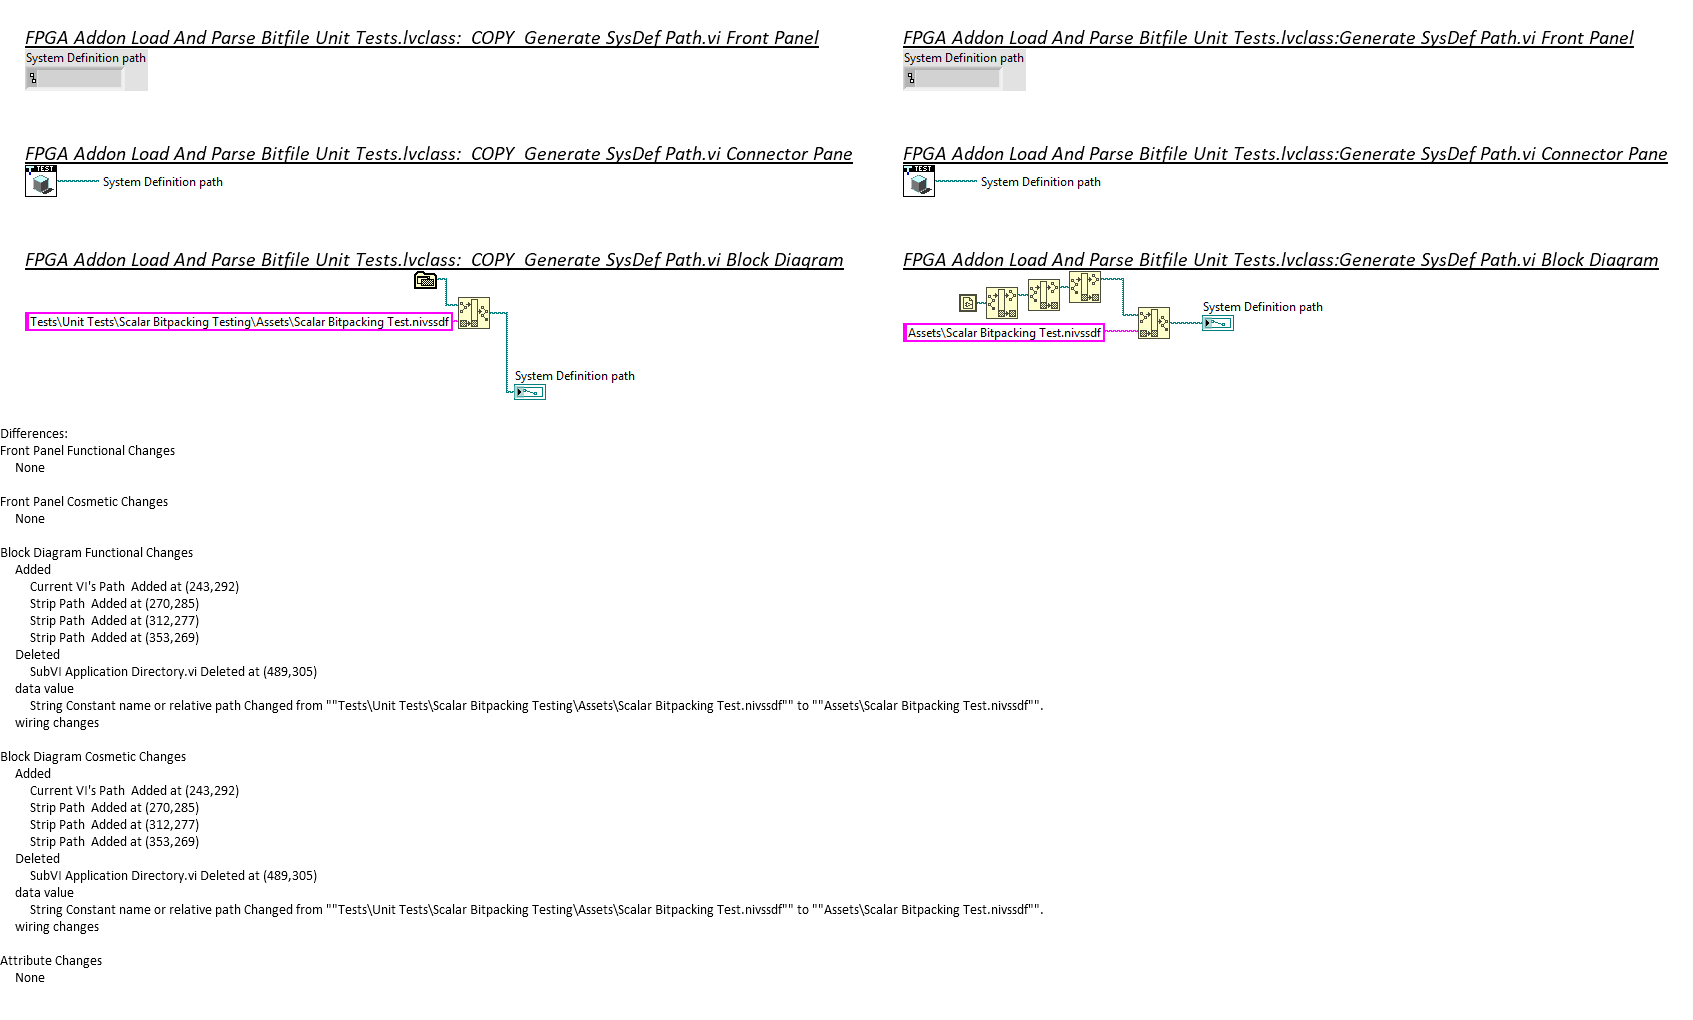 FPGA Addon Load And Parse Bitfile Unit Tests.lvclass:  COPY  Generate SysDef Path.vi Front Panel
System Definition path
FPGA Addon Load And Parse Bitfile Unit Tests.lvclass:Generate SysDef Path.vi Front Panel
System Definition path
FPGA Addon Load And Parse Bitfile Unit Tests.lvclass:  COPY  Generate SysDef Path.vi Connector Pane
TEST
System Definition path
FPGA Addon Load And Parse Bitfile Unit Tests.lvclass:Generate SysDef Path.vi Connector Pane
TEST
System Definition path
FPGA Addon Load And Parse Bitfile Unit Tests.lvclass:  COPY  Generate SysDef Path.vi Block Diagram
Tests\Unit Tests\Scalar Bitpacking Testing\Assets\Scalar Bitpacking Test.nivssdf
System Definition path
FPGA Addon Load And Parse Bitfile Unit Tests.lvclass:Generate SysDef Path.vi Block Diagram
System Definition path
Assets\Scalar Bitpacking Test.nivssdf
Differences:
Front Panel Functional Changes
None
Front Panel Cosmetic Changes
None
Block Diagram Functional Changes
Added
Current VI's Path  Added at (243,292)
Strip Path  Added at (270,285)
Strip Path  Added at (312,277)
Strip Path  Added at (353,269)
Deleted
SubVI Application Directory.vi Deleted at (489,305)
data value
String Constant name or relative path Changed from ""Tests\Unit Tests\Scalar Bitpacking Testing\Assets\Scalar Bitpacking Test.nivssdf"" to ""Assets\Scalar Bitpacking Test.nivssdf"".
wiring changes
Block Diagram Cosmetic Changes
Added
Current VI's Path  Added at (243,292)
Strip Path  Added at (270,285)
Strip Path  Added at (312,277)
Strip Path  Added at (353,269)
Deleted
SubVI Application Directory.vi Deleted at (489,305)
data value
String Constant name or relative path Changed from ""Tests\Unit Tests\Scalar Bitpacking Testing\Assets\Scalar Bitpacking Test.nivssdf"" to ""Assets\Scalar Bitpacking Test.nivssdf"".
wiring changes
Attribute Changes
None